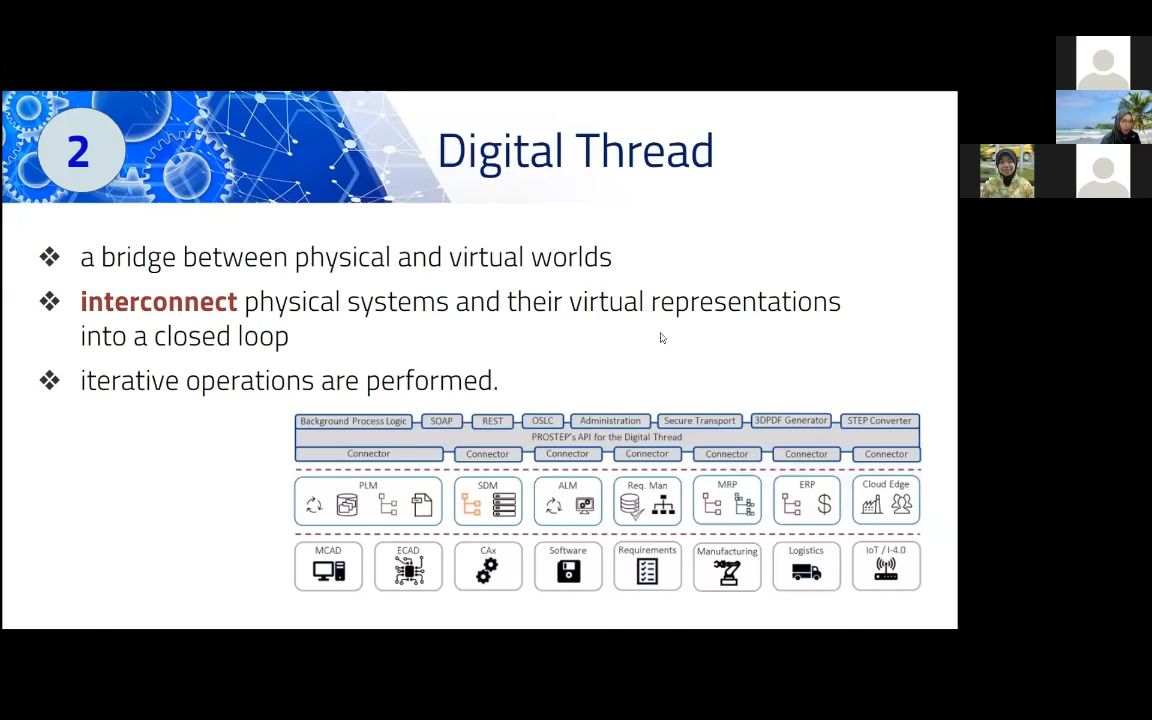 2
Digital Thread
❖ a bridge between physical and virtual worlds
❖ interconnect physical systems and their virtual representations
into a closed loop
❖ iterative operations are performed.
Background Process Logic SOAP REST OSLC Administration Secure Transport 3DPDF Generator STEP Converter
PROSTEP's API for the Digital Thread
Connector Connector Connector Connector Connector Connector Connector
PLM SDM ALM Req. Man MRP ERP Cloud Edge
MCAD ECAD CAx Software Requirements Manufacturing Logistics IoT / I-4.0